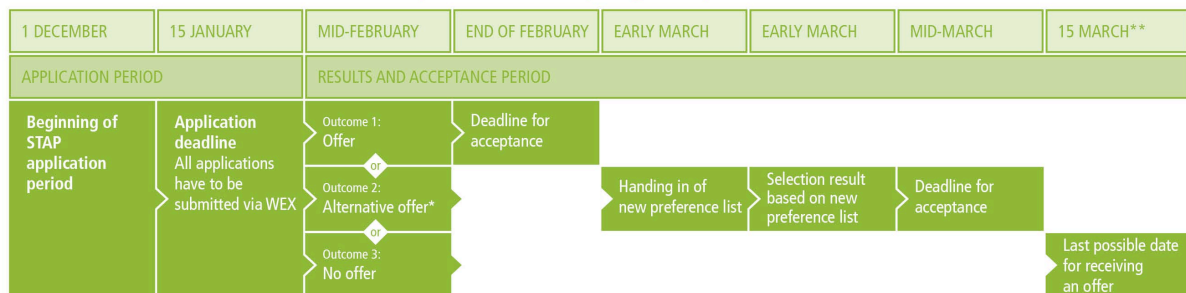 1 DECEMBER
15 JANUARY
MID-FEBRUARY
END OF FEBRUARY
EARLY MARCH
EARLY MARCH
MID-MARCH
15 MARCH**
APPLICATION PERIOD
RESULTS AND ACCEPTANCE PERIOD
Beginning of
STAP
application
period
Application
deadline
All applications
have to be
submitted via WEX
Outcome 1:
Offer
or
Outcome 2:
Alternative offer*
or
Outcome 3:
No offer
Deadline for
acceptance
Handing in of
new preference list
Selection result
based on new
preference list
Deadline for
acceptance
Last possible date
for receiving
an offer